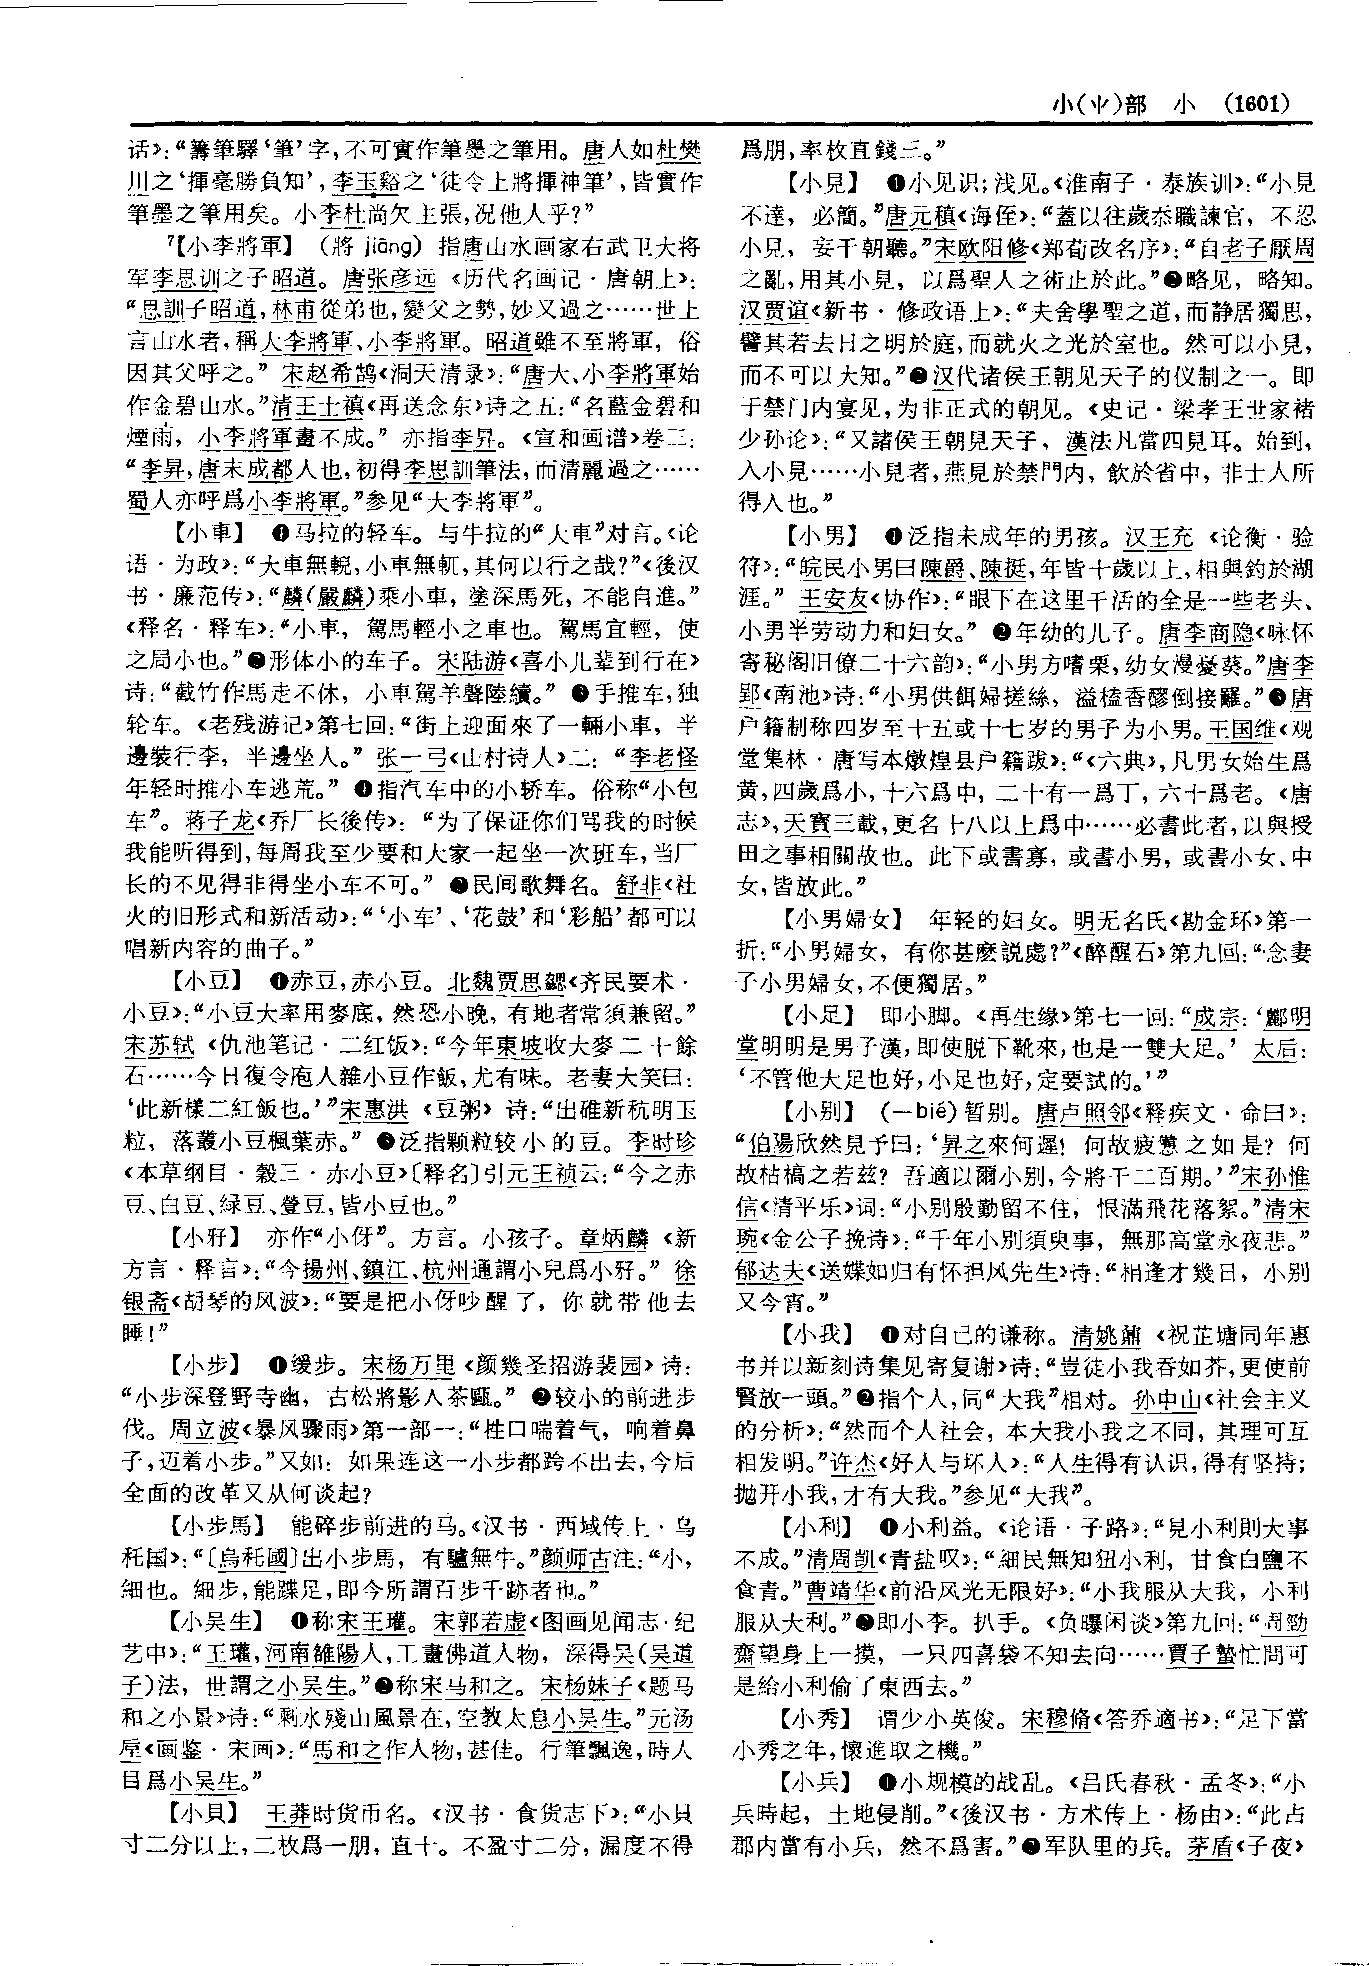 小(⺌)部　小　(1601)
话》：“籌筆驛‘筆’字，不可實作筆墨之筆用。唐人如杜樊
川之‘揮毫勝負知’，李玉谿之‘徒令上將揮神筆’，皆實作
筆墨之筆用矣。小李杜尚欠主張，况他人乎？”
7【小李將軍】（將 jiāng）指唐山水画家右武卫大将
军李思训之子昭道。唐张彦远《历代名画记·唐朝上》：
“思訓子昭道，林甫從弟也，變父之勢，妙又過之……世上
言山水者，稱大李將軍、小李將軍。昭道雖不至將軍，俗
因其父呼之。”宋赵希鹄《洞天清录》：“唐大、小李將軍始
作金碧山水。”清王士禛《再送念东》诗之五：“名藍金碧和
煙雨，小李將軍畫不成。”亦指李昇。《宣和画谱》卷三：
“李昇，唐末成都人也，初得李思訓筆法，而清麗過之……
蜀人亦呼爲小李將軍。”参见“大李將軍”。
【小車】❶马拉的轻车。与牛拉的“大車”对言。《论
语·为政》：“大車無輗，小車無軏，其何以行之哉？”《後汉
书·廉范传》：“麟（嚴麟）乘小車，塗深馬死，不能自進。”
《释名·释车》：“小車，駕馬輕小之車也。駕馬宜輕，使
之局小也。”❷形体小的车子。宋陆游《喜小儿辈到行在》
诗：“截竹作馬走不休，小車駕羊聲陸續。”❸手推车，独
轮车。《老残游记》第七回：“街上迎面來了一輛小車，半
邊裝行李，半邊坐人。”张一弓《山村诗人》二：“李老怪
年轻时推小车逃荒。”❹指汽车中的小轿车。俗称“小包
车”。蒋子龙《乔厂长後传》：“为了保证你们骂我的时候
我能听得到，每周我至少要和大家一起坐一次班车，当厂
长的不见得非得坐小车不可。”❺民间歌舞名。舒非《社
火的旧形式和新活动》：“‘小车’、‘花鼓’和‘彩船’都可以
唱新内容的曲子。”
【小豆】❶赤豆，赤小豆。北魏贾思勰《齐民要术·
小豆》：“小豆大率用麥底，然恐小晚，有地者常須兼留。”
宋苏轼《仇池笔记·二红饭》：“今年東坡收大麥二十餘
石……今日復令庖人雜小豆作飯，尤有味。老妻大笑曰：
‘此新樣二紅飯也。’”宋惠洪《豆粥》诗：“出碓新秔明玉
粒，落叢小豆楓葉赤。”❷泛指颗粒较小的豆。李时珍
《本草纲目·穀三·赤小豆》〔释名〕引元王祯云：“今之赤
豆、白豆、绿豆、䝁豆，皆小豆也。”
【小孖】亦作“小伢”。方言。小孩子。章炳麟《新
方言·释言》：“今揚州、鎮江、杭州通謂小兒爲小孖。”徐
银斋《胡琴的风波》：“要是把小伢吵醒了，你就带他去
睡！”
【小步】❶缓步。宋杨万里《颜幾圣招游裴园》诗：
“小步深登野寺幽，古松將影入茶甌。”❷较小的前进步
伐。周立波《暴风骤雨》第一部一：“牲口喘着气，响着鼻
子，迈着小步。”又如：如果连这一小步都跨不出去，今后
全面的改革又从何谈起？
【小步馬】能碎步前进的马。《汉书·西域传上·乌
秅国》：“〔烏秅國〕出小步馬，有驢無牛。”颜师古注：“小，
细也。細步，能蹀足，即今所謂百步千跡者也。”
【小吴生】❶称宋王瓘。宋郭若虚《图画见闻志·纪
艺中》：“王瓘，河南雒陽人，工畫佛道人物，深得吴（吴道
子）法，世謂之小吴生。”❷称宋马和之。宋杨妹子《题马
和之小景》诗：“剩水殘山風景在，空教太息小吴生。”元汤
垕《画鉴·宋画》：“馬和之作人物，甚佳。行筆飄逸，時人
目爲小吴生。”
【小貝】王莽时货币名。《汉书·食货志下》：“小貝
寸二分以上，二枚爲一朋，直十。不盈寸二分，漏度不得
爲朋，率枚直錢三。”
【小見】❶小见识；浅见。《淮南子·泰族训》：“小見
不達，必簡。”唐元稹《海侄》：“蓋以往歲忝職諫官，不忍
小見，妄干朝聽。”宋欧阳修《郑荀改名序》：“自老子厭周
之亂，用其小見，以爲聖人之術止於此。”❷略见，略知。
汉贾谊《新书·修政语上》：“夫舍學聖之道，而静居獨思，
譬其若去日之明於庭，而就火之光於室也。然可以小見，
而不可以大知。”❸汉代诸侯王朝见天子的仪制之一。即
于禁门内宴见，为非正式的朝见。《史记·梁孝王世家褚
少孙论》：“又諸侯王朝見天子，漢法凡當四見耳。始到，
入小見……小見者，燕見於禁門内，飲於省中，非士人所
得入也。”
【小男】❶泛指未成年的男孩。汉王充《论衡·验
符》：“皖民小男曰陳爵、陳挺，年皆十歲以上，相與釣於湖
涯。”王安友《协作》：“眼下在这里干活的全是一些老头、
小男半劳动力和妇女。”❷年幼的儿子。唐李商隐《咏怀
寄秘阁旧僚二十六韵》：“小男方嗜栗，幼女漫憂葵。”唐李
郢《南池》诗：“小男供餌婦搓絲，溢榼香醪倒接䍦。”❸唐
户籍制称四岁至十五或十七岁的男子为小男。王国维《观
堂集林·唐写本燉煌县户籍跋》：“《六典》，凡男女始生爲
黄，四歲爲小，十六爲中，二十有一爲丁，六十爲老。《唐
志》，天寶三載，更名十八以上爲中……必書此者，以與授
田之事相關故也。此下或書寡，或書小男，或書小女、中
女，皆放此。”
【小男婦女】年轻的妇女。明无名氏《勘金环》第一
折：“小男婦女，有你甚麽説處？”《醉醒石》第九回：“念妻
子小男婦女，不便獨居。”
【小足】即小脚。《再生缘》第七一回：“成宗：‘酈明
堂明明是男子漢，即使脱下靴來，也是一雙大足。’太后：
‘不管他大足也好，小足也好，定要試的。’”
【小别】（－bié）暂别。唐卢照邻《释疾文·命曰》：
“伯陽欣然見予曰：‘昇之來何遲！何故疲憊之如是？何
故枯槁之若兹？吾適以爾小别，今將千二百期。’”宋孙惟
信《清平乐》词：“小别殷勤留不住，恨滿飛花落絮。”清宋
琬《金公子挽诗》：“千年小别須臾事，無那高堂永夜悲。”
郁达夫《送蝶如归有怀担风先生》诗：“相逢才幾日，小别
又今宵。”
【小我】❶对自己的谦称。清姚鼐《祝芷塘同年惠
书并以新刻诗集见寄复谢》诗：“豈徒小我吞如芥，更使前
賢放一頭。”❷指个人，同“大我”相对。孙中山《社会主义
的分析》：“然而个人社会，本大我小我之不同，其理可互
相发明。”许杰《好人与坏人》：“人生得有认识，得有坚持；
抛开小我，才有大我。”参见“大我”。
【小利】❶小利益。《论语·子路》：“見小利則大事
不成。”清周凯《青盐叹》：“細民無知狃小利，甘食白鹽不
食青。”曹靖华《前沿风光无限好》：“小我服从大我，小利
服从大利。”❷即小李。扒手。《负曝闲谈》第九回：“周勁
齋望身上一摸，一只四喜袋不知去向……賈子蟄忙問可
是给小利偷了東西去。”
【小秀】谓少小英俊。宋穆脩《答乔適书》：“足下當
小秀之年，懷進取之機。”
【小兵】❶小规模的战乱。《吕氏春秋·孟冬》：“小
兵時起，土地侵削。”《後汉书·方术传上·杨由》：“此占
郡内當有小兵，然不爲害。”❷军队里的兵。茅盾《子夜》